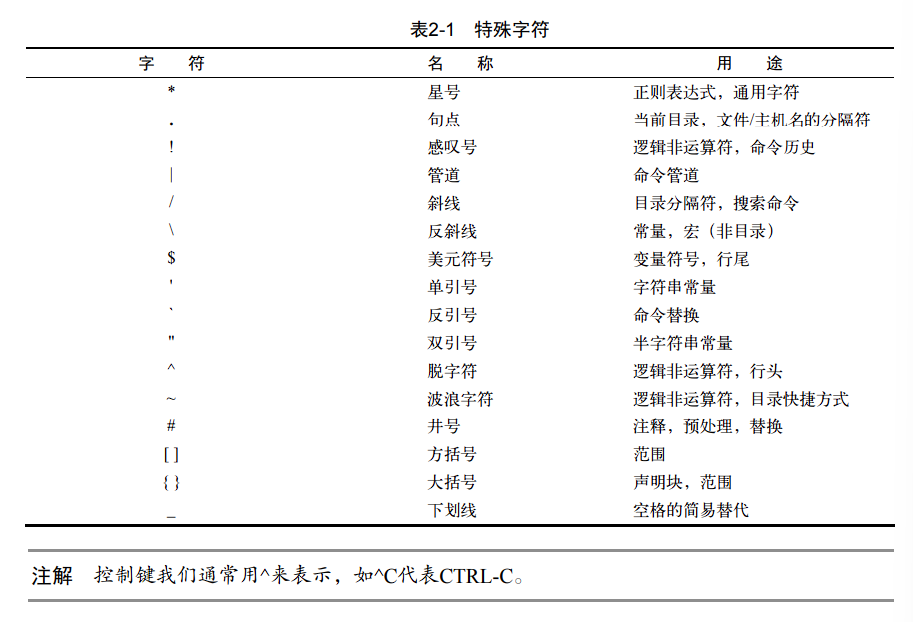 表2-1 特殊字符
字 符 名 称 用 途
* 星号 正则表达式，通用字符
. 句点 当前目录，文件/主机名的分隔符
! 感叹号 逻辑非运算符，命令历史
| 管道 命令管道
/ 斜线 目录分隔符，搜索命令
\ 反斜线 常量，宏（非目录）
$ 美元符号 变量符号，行尾
' 单引号 字符串常量
` 反引号 命令替换
" 双引号 半字符串常量
^ 脱字符 逻辑非运算符，行头
~ 波浪字符 逻辑非运算符，目录快捷方式
# 井号 注释，预处理，替换
[ ] 方括号 范围
{ } 大括号 声明块，范围
_ 下划线 空格的简易替代
注解 控制键我们通常用^来表示，如^C代表CTRL-C。